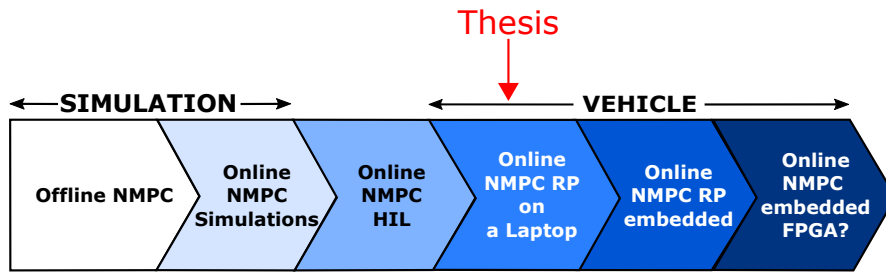 Thesis
SIMULATION
VEHICLE
Offline NMPC
Online
NMPC
Simulations
Online
NMPC
HIL
Online
NMPC RP
on
a Laptop
Online
NMPC RP
embedded
Online
NMPC
embedded
FPGA?